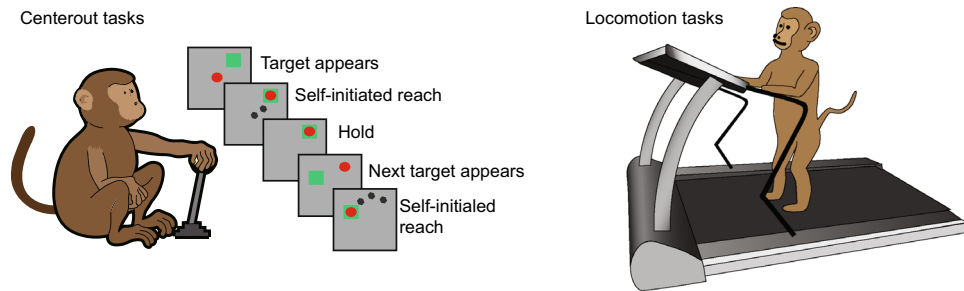 Centerout tasks
Locomotion tasks
Target appears
Self-initiated reach
Hold
Next target appears
Self-initialed
reach